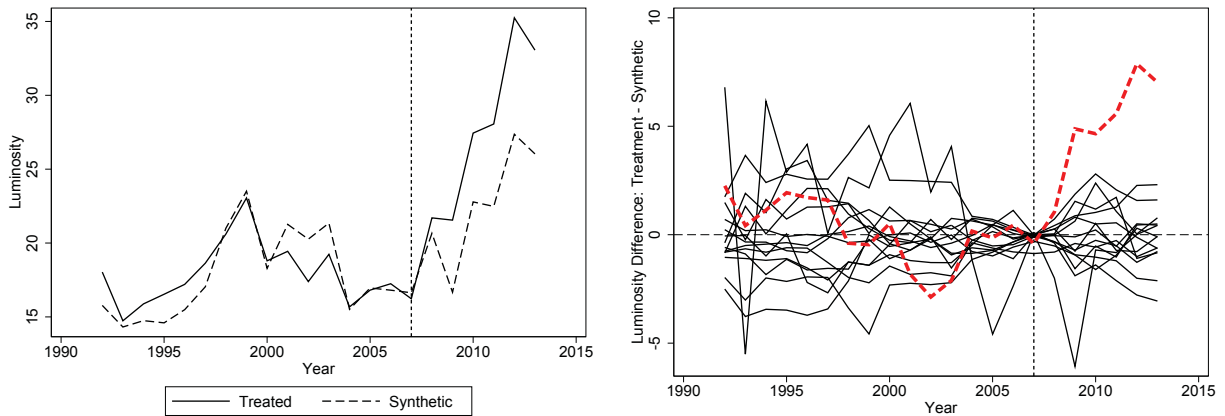 Luminosity
35
30
25
20
15
1990 1995 2000 2005 2010 2015
Year
Treated Synthetic
Luminosity Difference: Treatment - Synthetic
10
5
0
-5
1990 1995 2000 2005 2010 2015
Year